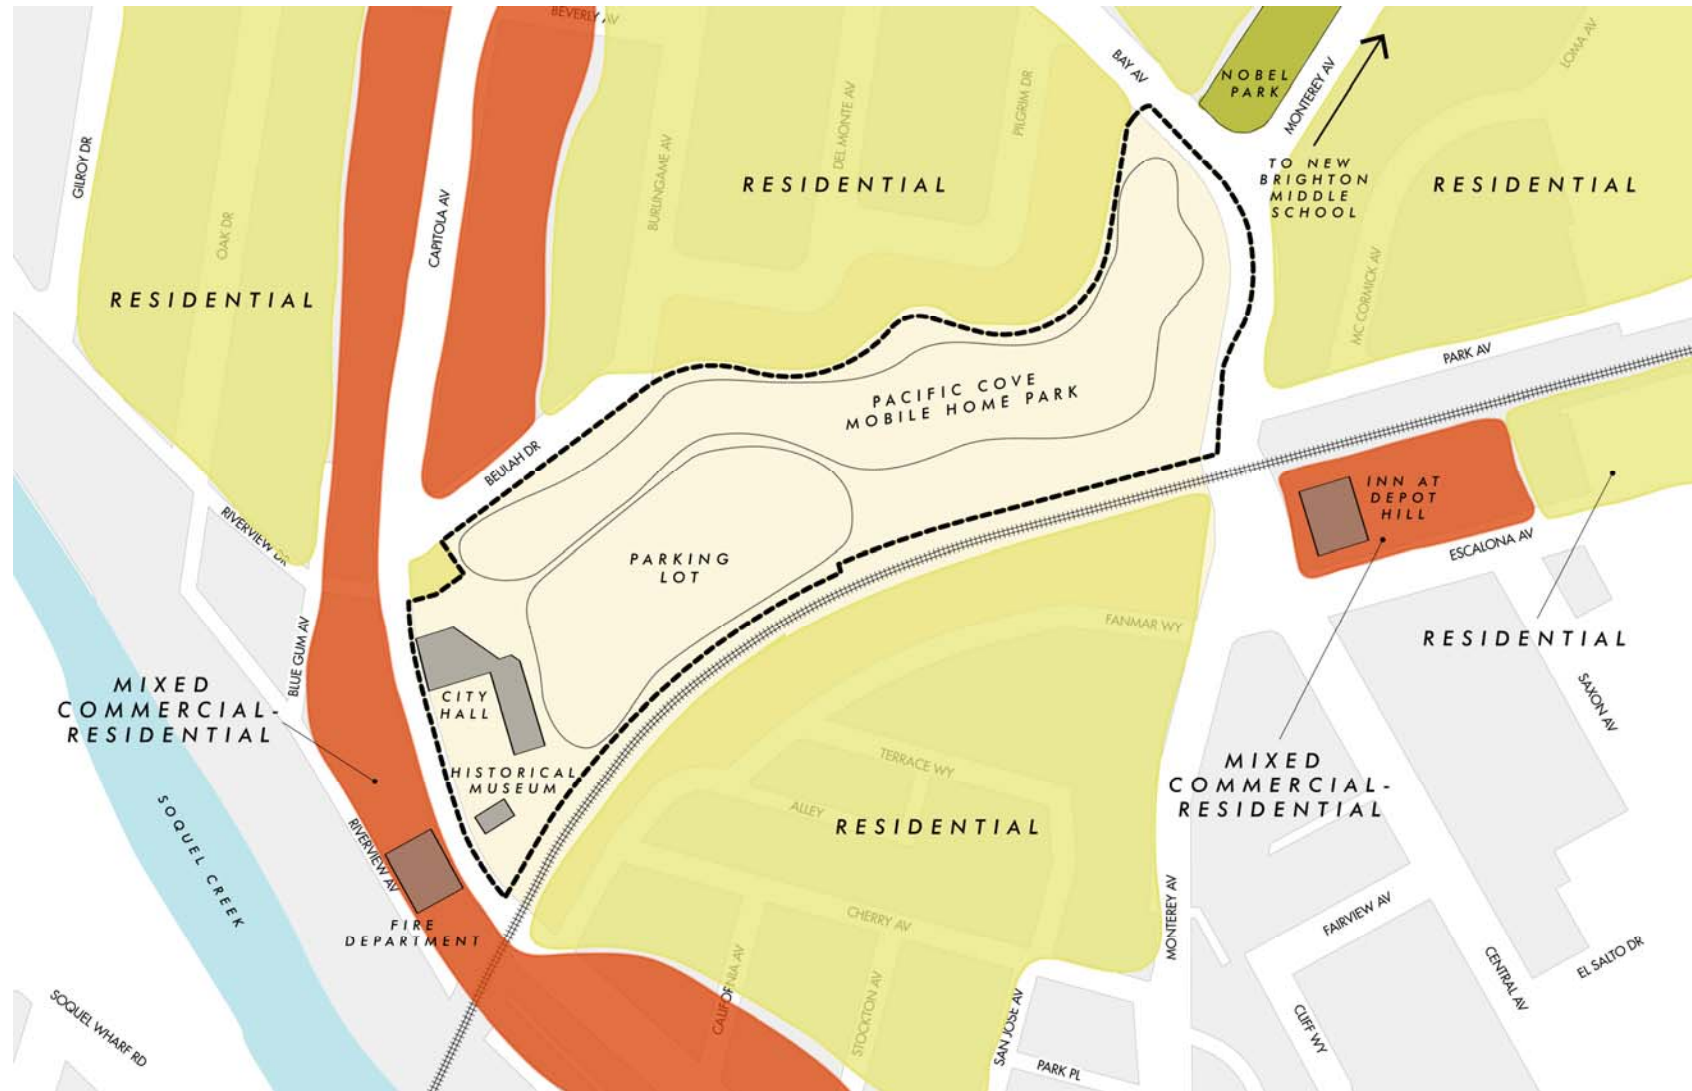 BEVERLY AV
BAY AV
NOBEL
PARK
MONTEREY AV
LOMA AV
GILROY DR
OAK DR
CAPITOLA AV
BURLINGAME AV
DEL MONTE AV
PILGRIM DR
TO NEW
BRIGHTON
MIDDLE
SCHOOL
RESIDENTIAL
RESIDENTIAL
RESIDENTIAL
MC CORMICK AV
PARK AV
PACIFIC COVE
MOBILE HOME PARK
BEULAH DR
INN AT
DEPOT
HILL
ESCALONA AV
RIVERVIEW DR
PARKING
LOT
FANMAR WY
RESIDENTIAL
BLUE GUM AV
MIXED
COMMERCIAL-
RESIDENTIAL
CITY
HALL
SAXON AV
HISTORICAL
MUSEUM
TERRACE WY
ALLEY
RESIDENTIAL
MIXED
COMMERCIAL-
RESIDENTIAL
SOQUEL CREEK
RIVERVIEW AV
FIRE
DEPARTMENT
CHERRY AV
MONTEREY AV
FAIRVIEW AV
CALIFORNIA AV
STOCKTON AV
SAN JOSE AV
CENTRAL AV
EL SALTO DR
CLIFF WY
SOQUEL WHARF RD
PARK PL